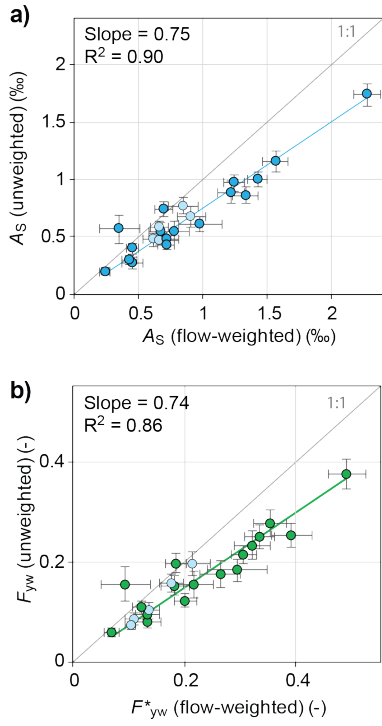 a)
Slope = 0.75
R² = 0.90
1:1
2
1.5
1
0.5
0
A_S (unweighted) (‰)
0 0.5 1 1.5 2
A_S (flow-weighted) (‰)
b)
Slope = 0.74
R² = 0.86
1:1
0.4
0.2
0
F_yw (unweighted) (-)
0 0.2 0.4
F*_yw (flow-weighted) (-)